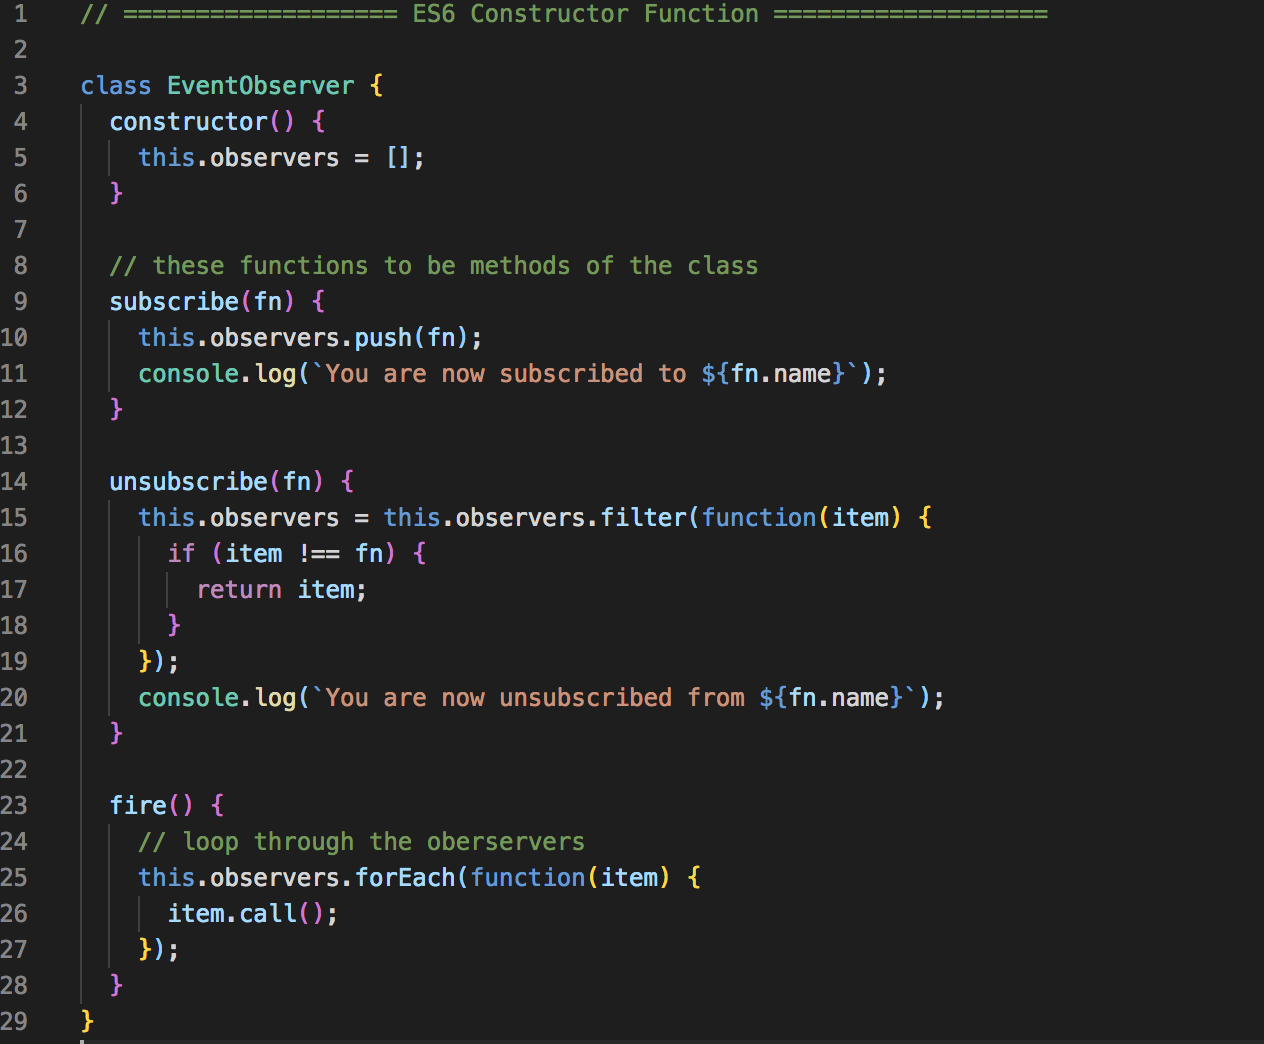 1 // =================== ES6 Constructor Function ===================
2
3 class EventObserver {
4   constructor() {
5     this.observers = [];
6   }
7
8   // these functions to be methods of the class
9   subscribe(fn) {
10     this.observers.push(fn);
11     console.log(`You are now subscribed to ${fn.name}`);
12   }
13
14   unsubscribe(fn) {
15     this.observers = this.observers.filter(function(item) {
16       if (item !== fn) {
17         return item;
18       }
19     });
20     console.log(`You are now unsubscribed from ${fn.name}`);
21   }
22
23   fire() {
24     // loop through the oberservers
25     this.observers.forEach(function(item) {
26       item.call();
27     });
28   }
29 }